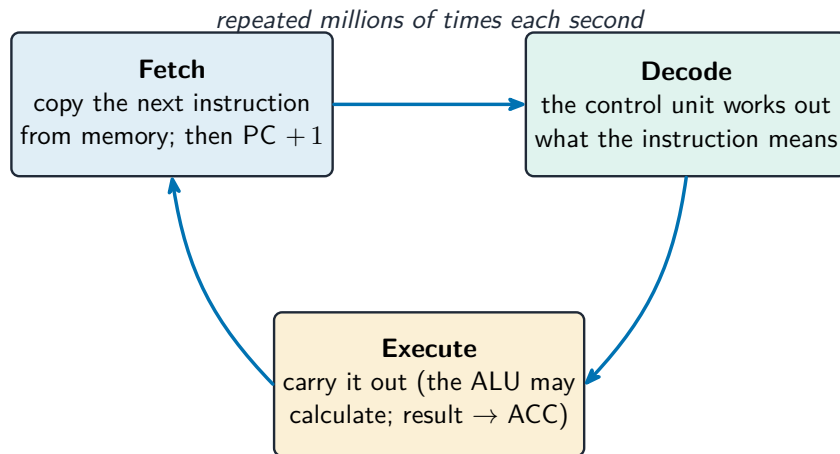 repeated millions of times each second
Fetch
copy the next instruction
from memory; then PC + 1
Decode
the control unit works out
what the instruction means
Execute
carry it out (the ALU may
calculate; result → ACC)